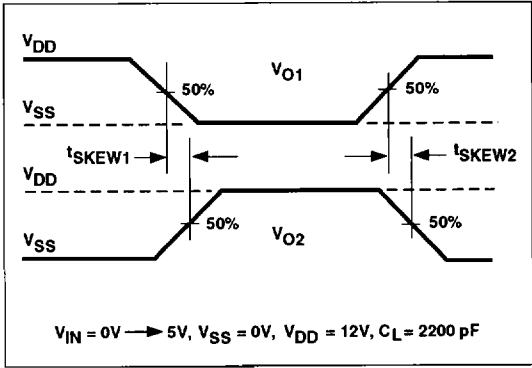 VDD
VO1
50%
50%
VSS
tSKEW1
tSKEW2
VDD
50%
50%
VO2
VSS
VIN = 0V → 5V, VSS = 0V, VDD = 12V, CL = 2200 pF